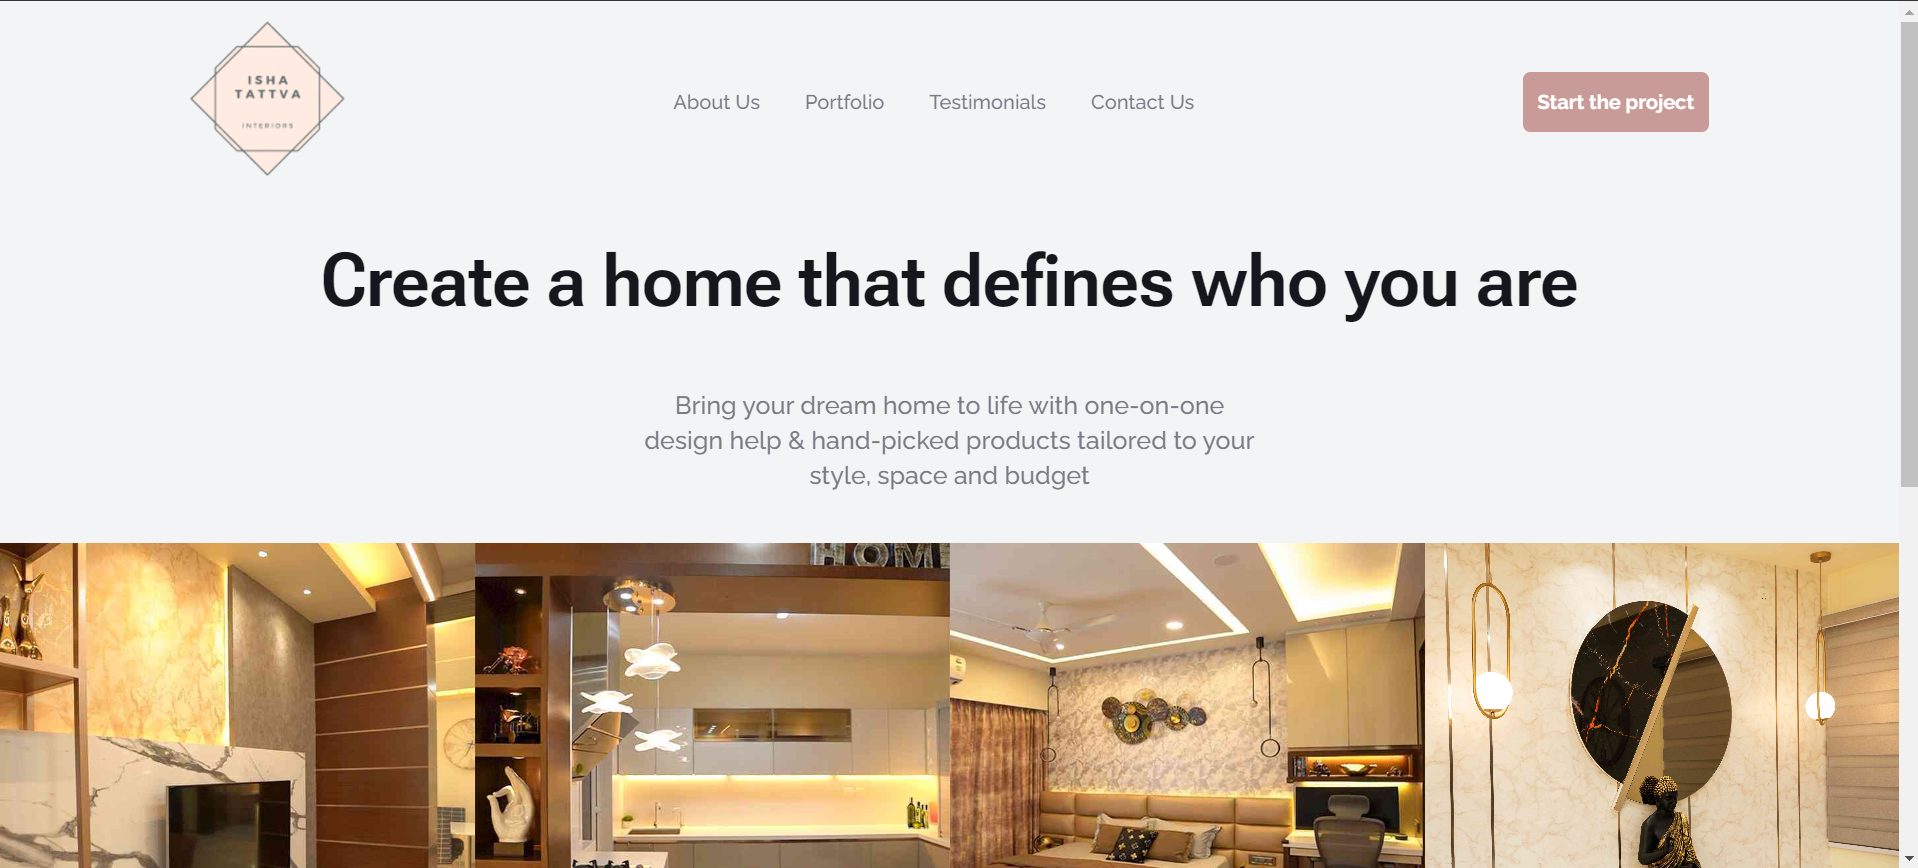 ISHA
TATTVA
INTERIORS
About Us
Portfolio
Testimonials
Contact Us
Start the project
Create a home that defines who you are
Bring your dream home to life with one-on-one
design help & hand-picked products tailored to your
style, space and budget
HOM